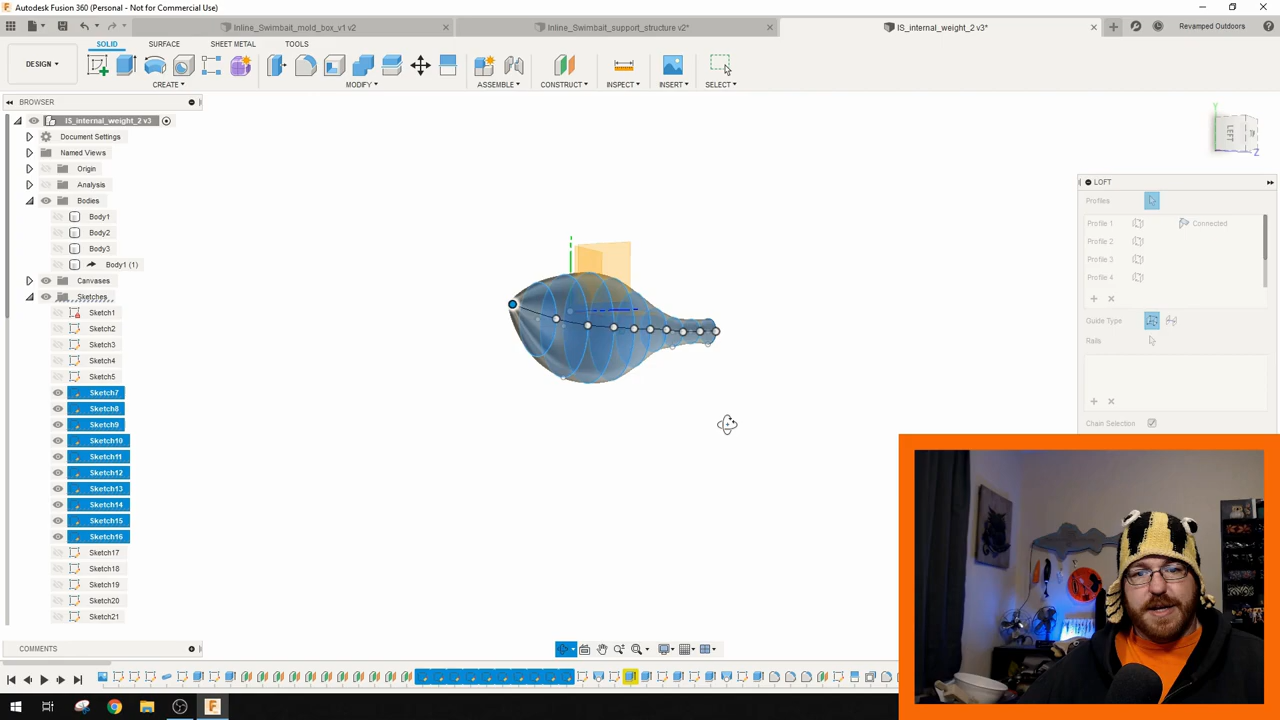 Autodesk Fusion 360 (Personal - Not for Commercial Use)
Inline_Swimbait_mold_box_v1 v2
Inline_Swimbait_support_structure v2*
IS_internal_weight_2 v3*
Revamped Outdoors
SOLID
SURFACE
SHEET METAL
TOOLS
DESIGN
CREATE
MODIFY
ASSEMBLE
CONSTRUCT
INSPECT
INSERT
SELECT
BROWSER
IS_internal_weight_2 v3
Document Settings
Named Views
Origin
Analysis
Bodies
Body1
Body2
Body3
Body1 (1)
Canvases
Sketches
Sketch1
Sketch2
Sketch3
Sketch4
Sketch5
Sketch7
Sketch8
Sketch9
Sketch10
Sketch11
Sketch12
Sketch13
Sketch14
Sketch15
Sketch16
Sketch17
Sketch18
Sketch19
Sketch20
Sketch21
COMMENTS
Y
LEFT
Z
LOFT
Profiles
Profile 1 Connected
Profile 2
Profile 3
Profile 4
Guide Type
Rails
Chain Selection